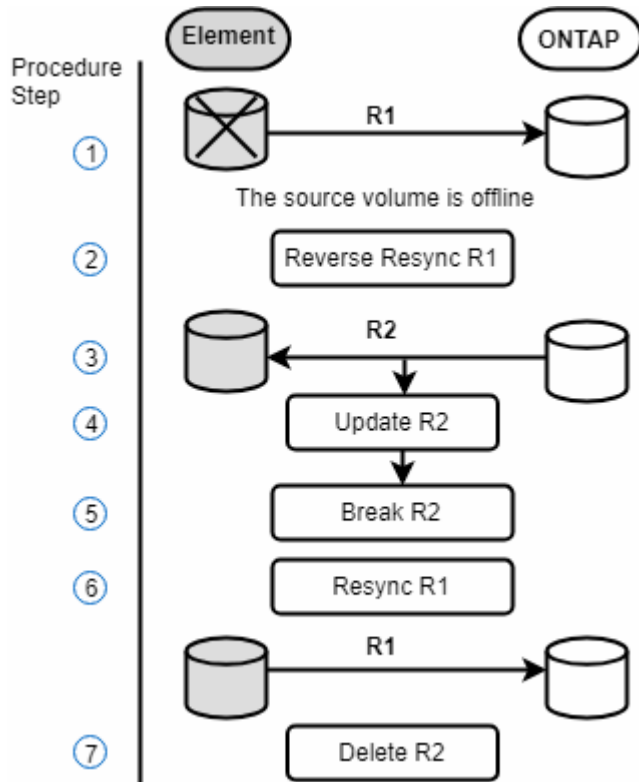 Element
ONTAP
Procedure
Step
R1
1
The source volume is offline
2
Reverse Resync R1
R2
3
4
Update R2
5
Break R2
6
Resync R1
R1
7
Delete R2